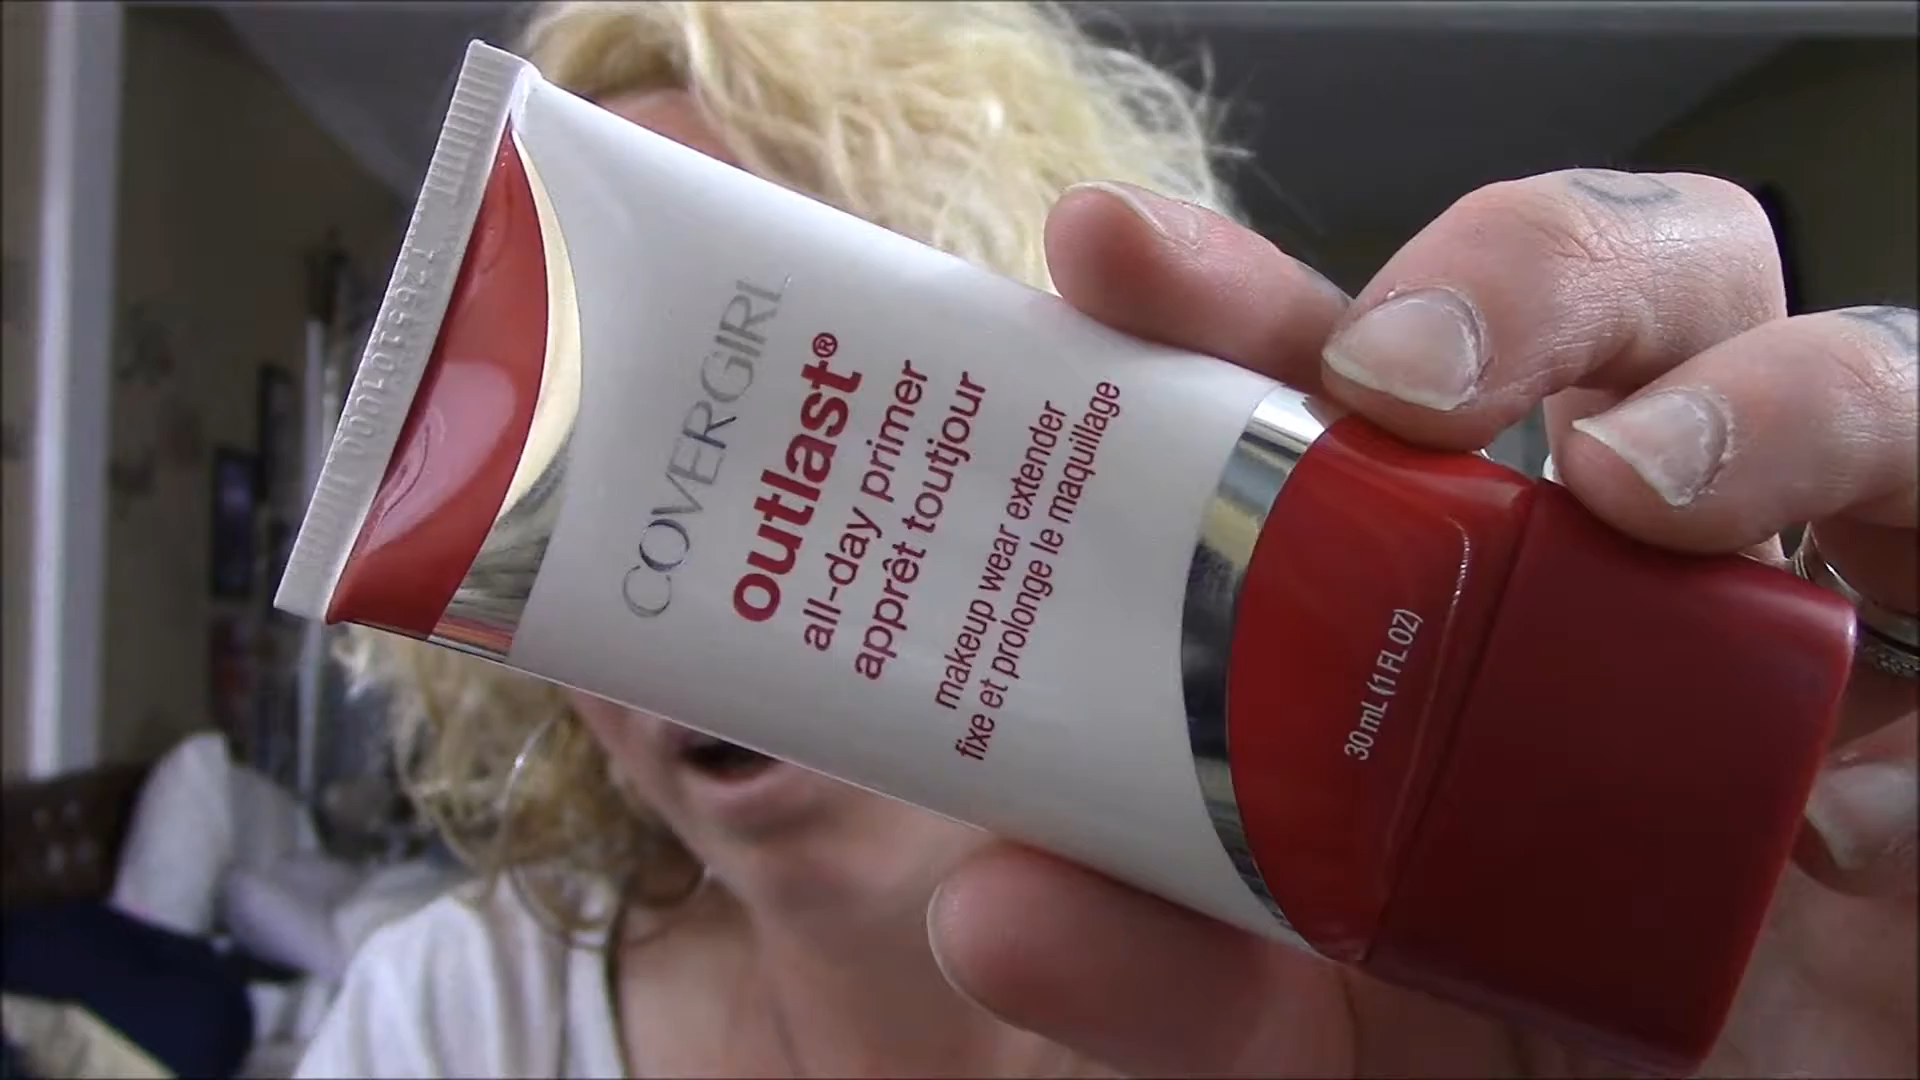 COVERGIRL
outlast®
all-day primer
apprêt toutjour
makeup wear extender
fixe et prolonge le maquillage
30 mL (1 FL OZ)